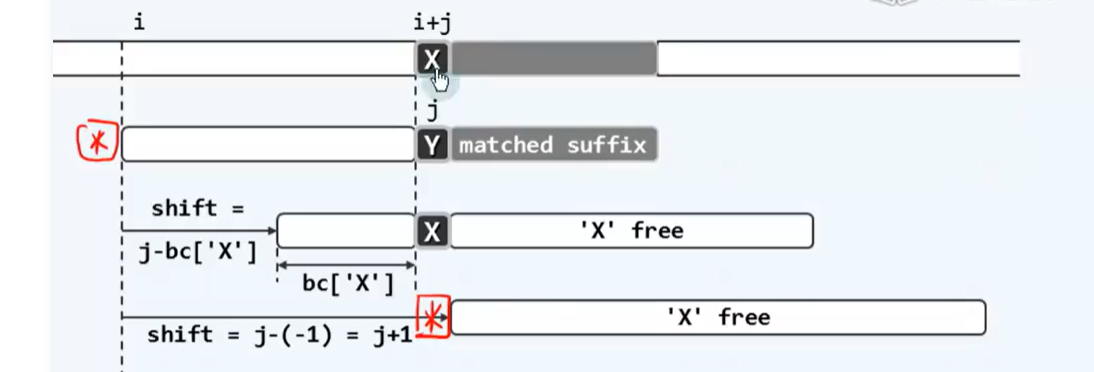 i i+j
X
j
* Y matched suffix
shift =
j-bc['X']
X 'X' free
bc['X']
* 'X' free
shift = j-(-1) = j+1